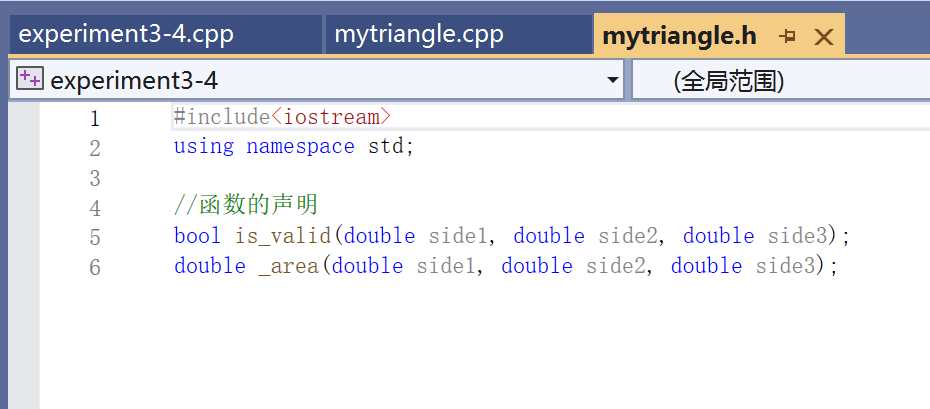 experiment3-4.cpp mytriangle.cpp mytriangle.h
experiment3-4 (全局范围)
1 #include<iostream>
2 using namespace std;
3
4 //函数的声明
5 bool is_valid(double side1, double side2, double side3);
6 double _area(double side1, double side2, double side3);